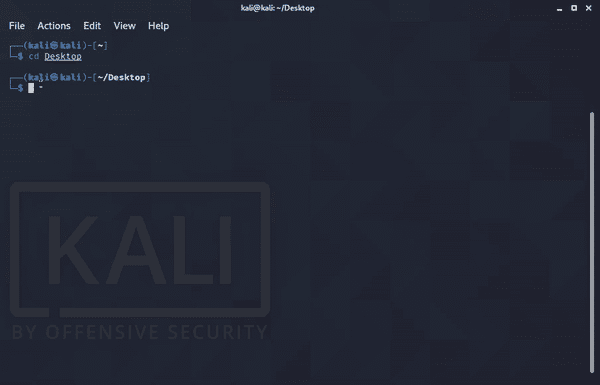 kali@kali: ~/Desktop
File Actions Edit View Help
┌──(kali㉿kali)-[~]
└─$ cd Desktop
┌──(kali㉿kali)-[~/Desktop]
└─$
KALI
BY OFFENSIVE SECURITY